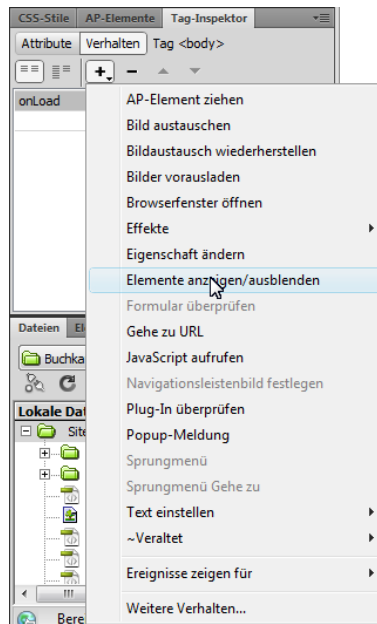 CSS-Stile AP-Elemente Tag-Inspektor
Attribute Verhalten Tag <body>
onLoad
AP-Element ziehen
Bild austauschen
Bildaustausch wiederherstellen
Bilder vorausladen
Browserfenster öffnen
Effekte
Eigenschaft ändern
Elemente anzeigen/ausblenden
Formular überprüfen
Gehe zu URL
JavaScript aufrufen
Navigationsleistenbild festlegen
Plug-In überprüfen
Popup-Meldung
Sprungmenü
Sprungmenü Gehe zu
Text einstellen
~Veraltet
Ereignisse zeigen für
Weitere Verhalten...
Dateien El
Buchka
Lokale Dat
Site
Berei